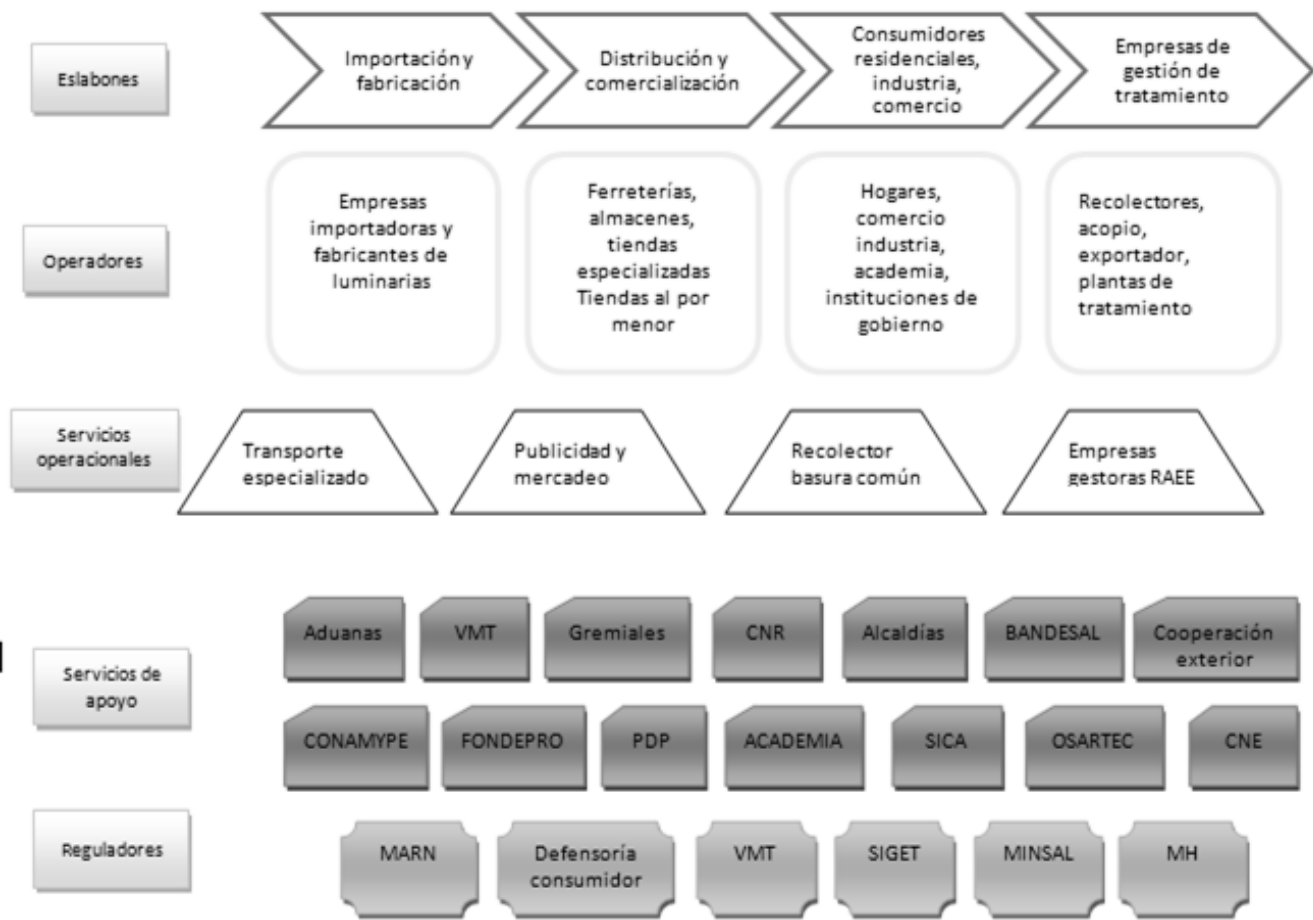 Eslabones
Importación y
fabricación
Distribución y
comercialización
Consumidores
residenciales,
industria,
comercio
Empresas de
gestión de
tratamiento
Operadores
Empresas
importadoras y
fabricantes de
luminarias
Ferreterías,
almacenes,
tiendas
especializadas
Tiendas al por
menor
Hogares,
comercio
industria,
academia,
instituciones de
gobierno
Recolectores,
acopio,
exportador,
plantas de
tratamiento
Servicios
operacionales
Transporte
especializado
Publicidad y
mercadeo
Recolector
basura común
Empresas
gestoras RAEE
Servicios de
apoyo
Aduanas
VMT
Gremiales
CNR
Alcaldías
BANDESAL
Cooperación
exterior
CONAMYPE
FONDEPRO
PDP
ACADEMIA
SICA
OSARTEC
CNE
Reguladores
MARN
Defensoría
consumidor
VMT
SIGET
MINSAL
MH